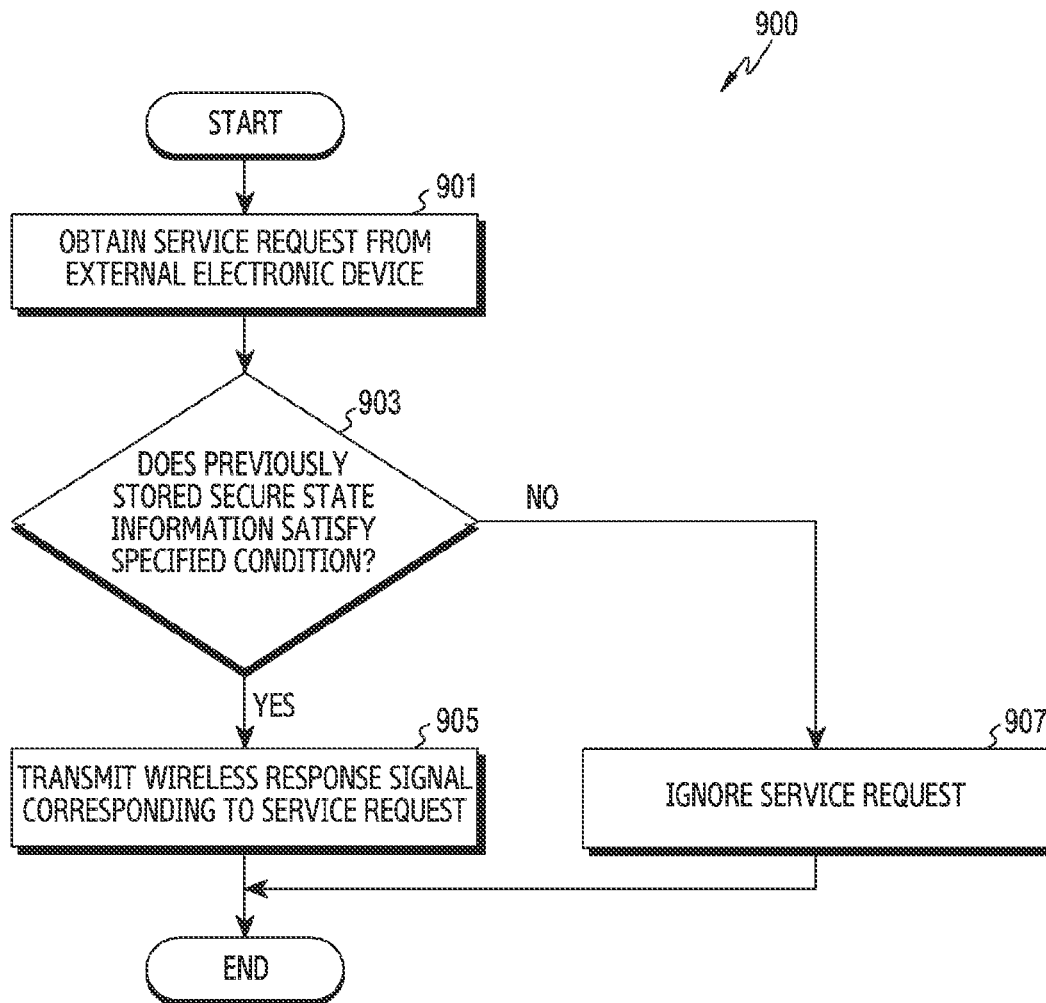 900
START
901
OBTAIN SERVICE REQUEST FROM
EXTERNAL ELECTRONIC DEVICE
903
DOES PREVIOUSLY
STORED SECURE STATE
INFORMATION SATISFY
SPECIFIED CONDITION?
NO
YES
905
TRANSMIT WIRELESS RESPONSE SIGNAL
CORRESPONDING TO SERVICE REQUEST
907
IGNORE SERVICE REQUEST
END